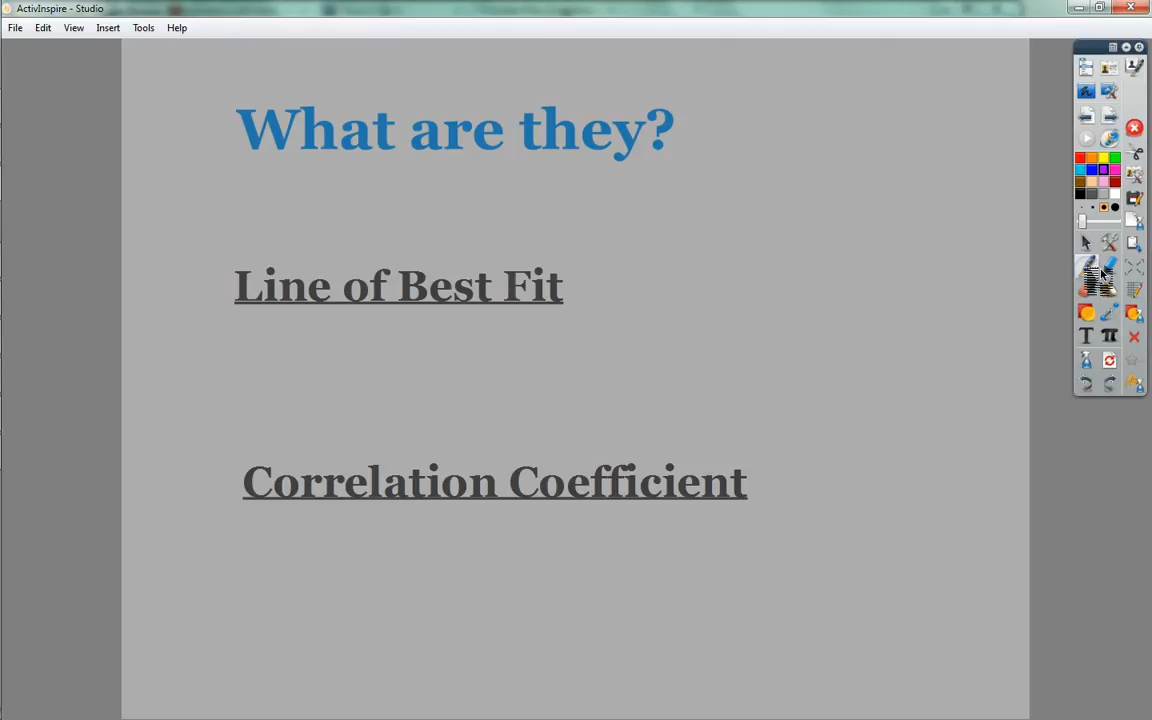 ActivInspire - Studio
File Edit View Insert Tools Help
What are they?
Line of Best Fit
Correlation Coefficient